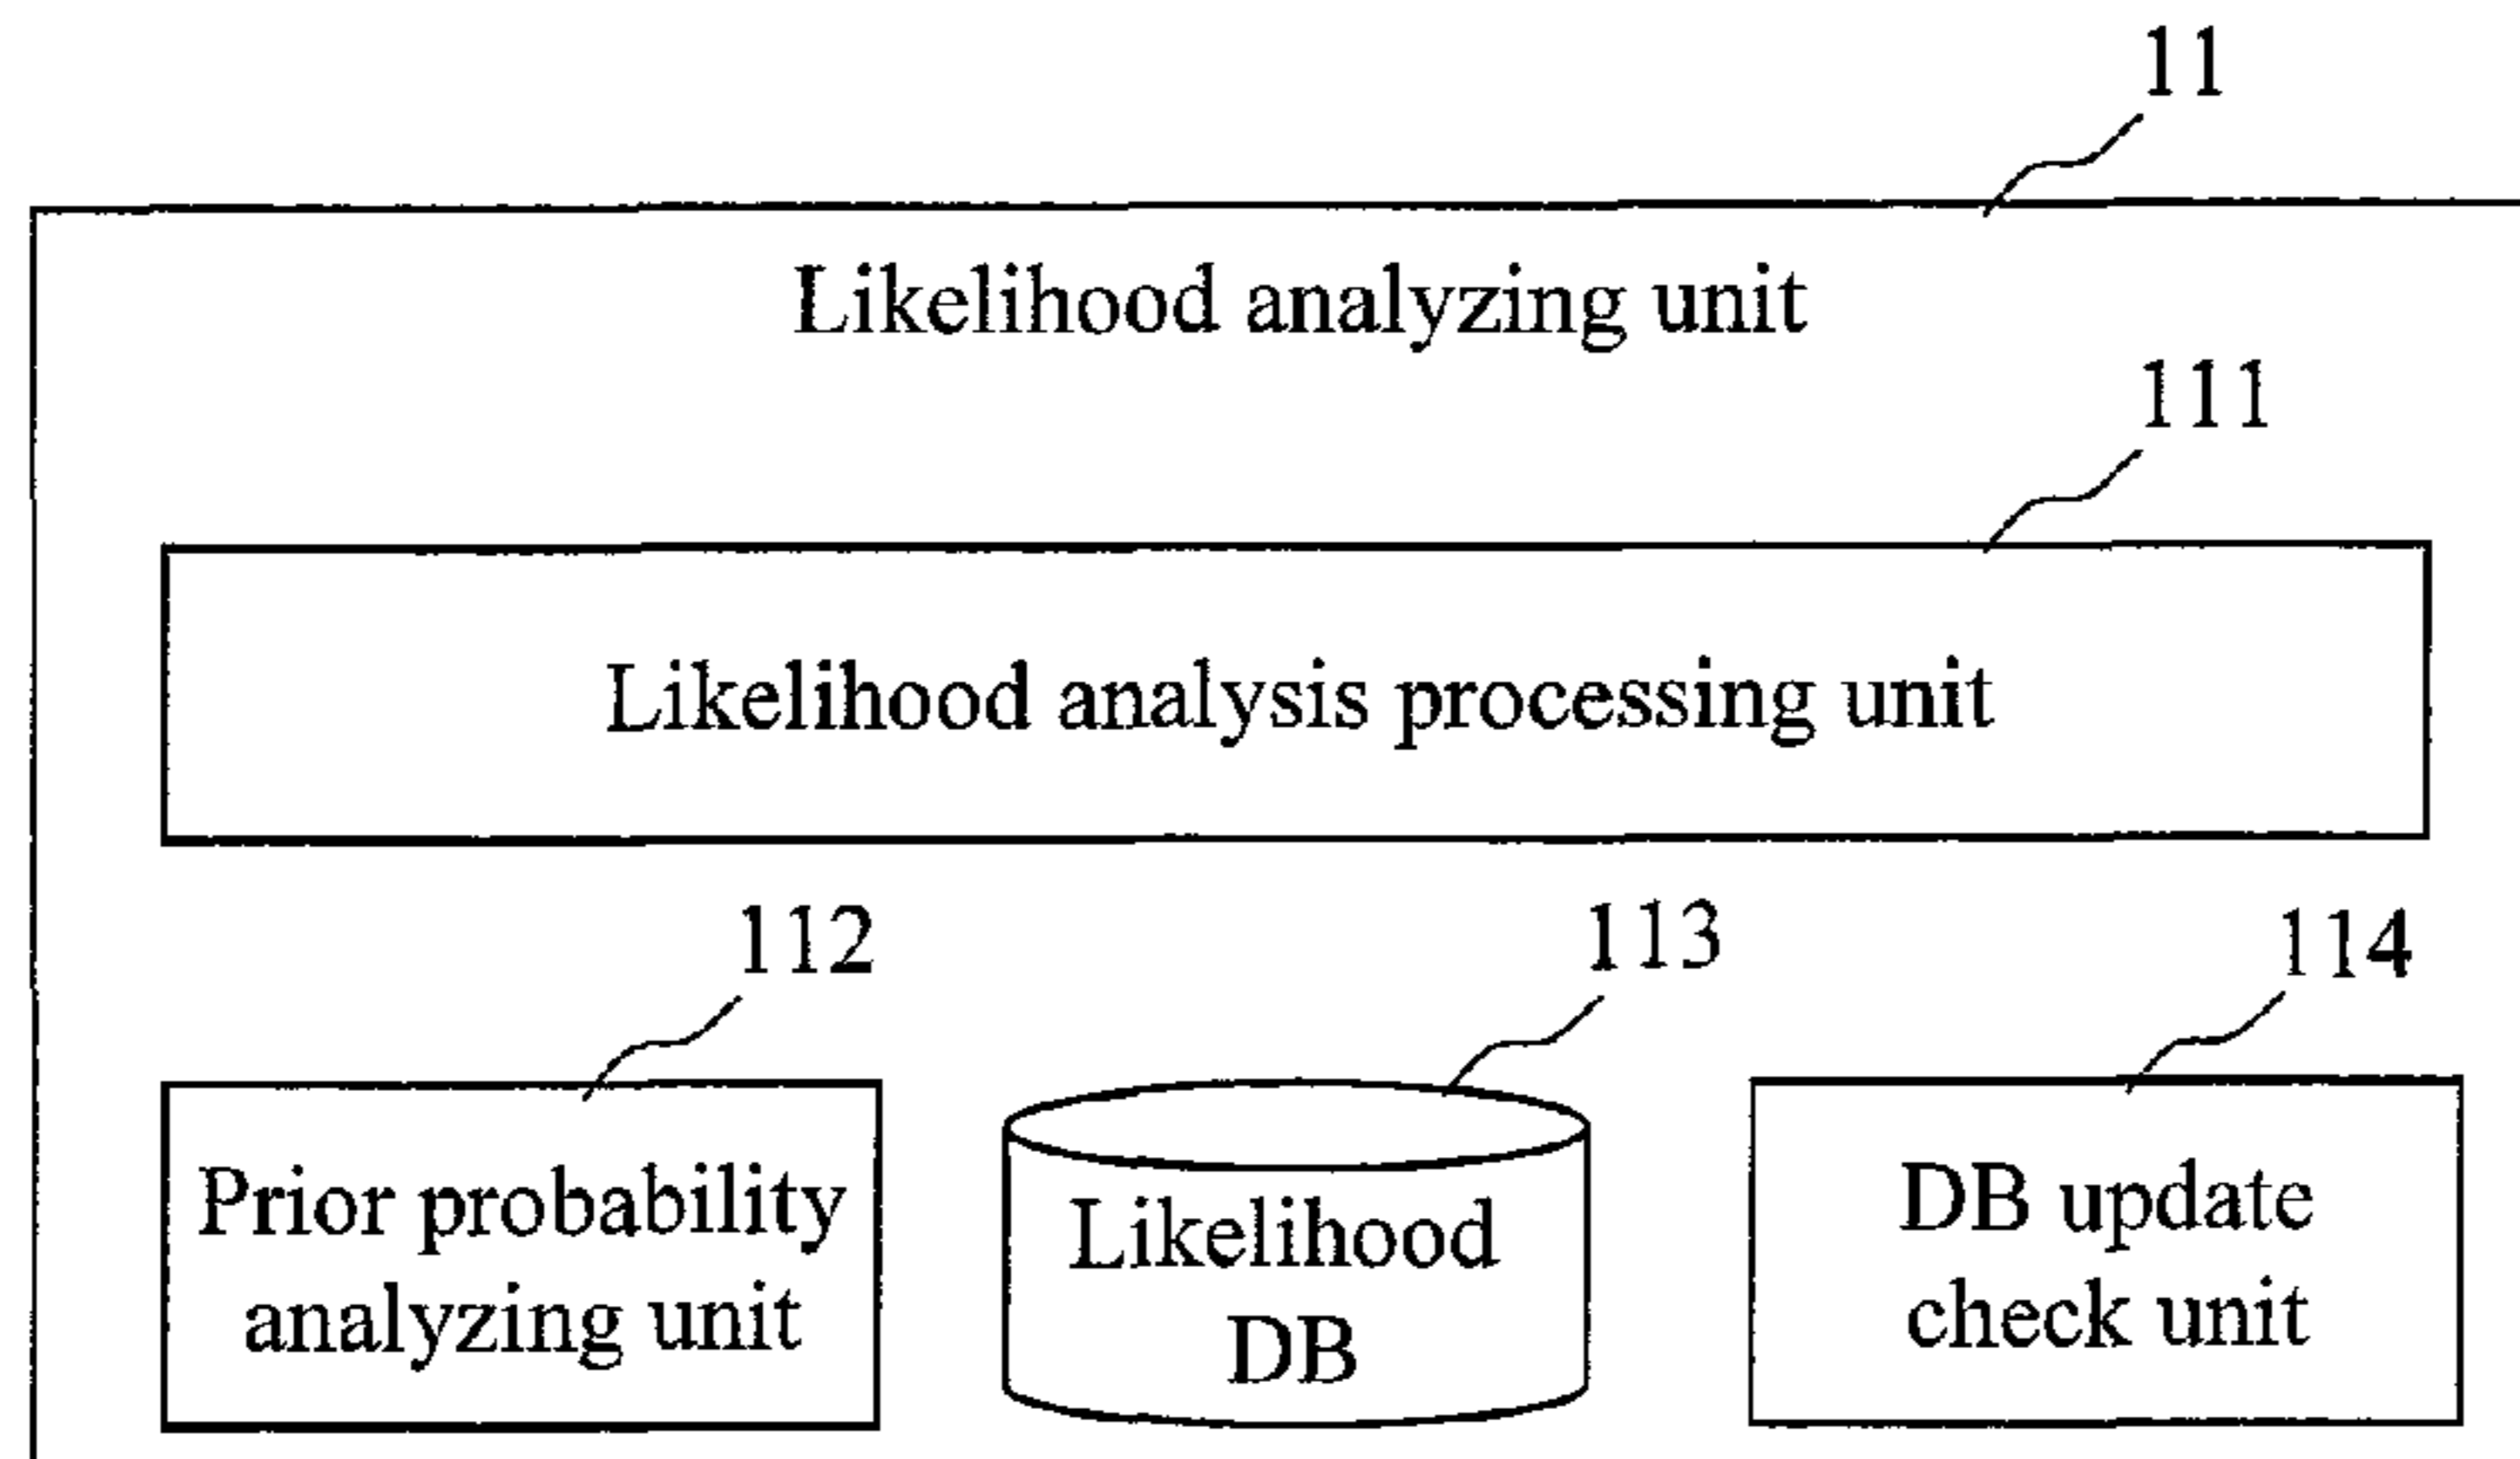 11
Likelihood analyzing unit
111
Likelihood analysis processing unit
112
113
114
Prior probability
analyzing unit
Likelihood
DB
DB update
check unit